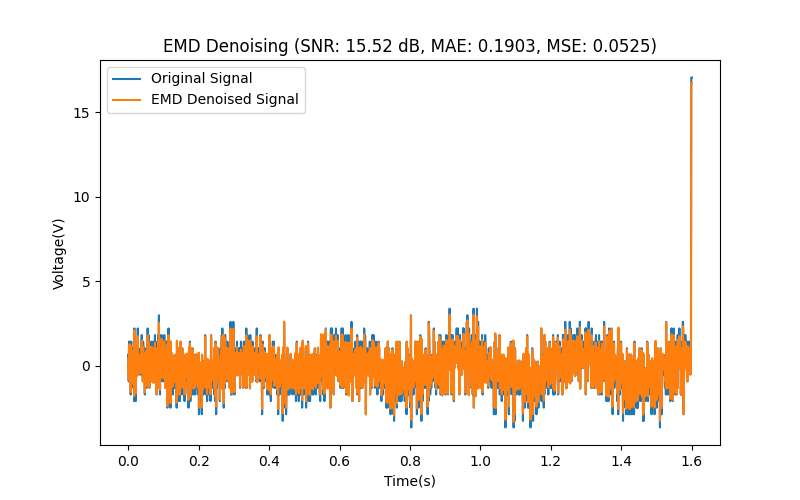 EMD Denoising (SNR: 15.52 dB, MAE: 0.1903, MSE: 0.0525)
Original Signal
EMD Denoised Signal
Voltage(V)
15
10
5
0
0.0 0.2 0.4 0.6 0.8 1.0 1.2 1.4 1.6
Time(s)